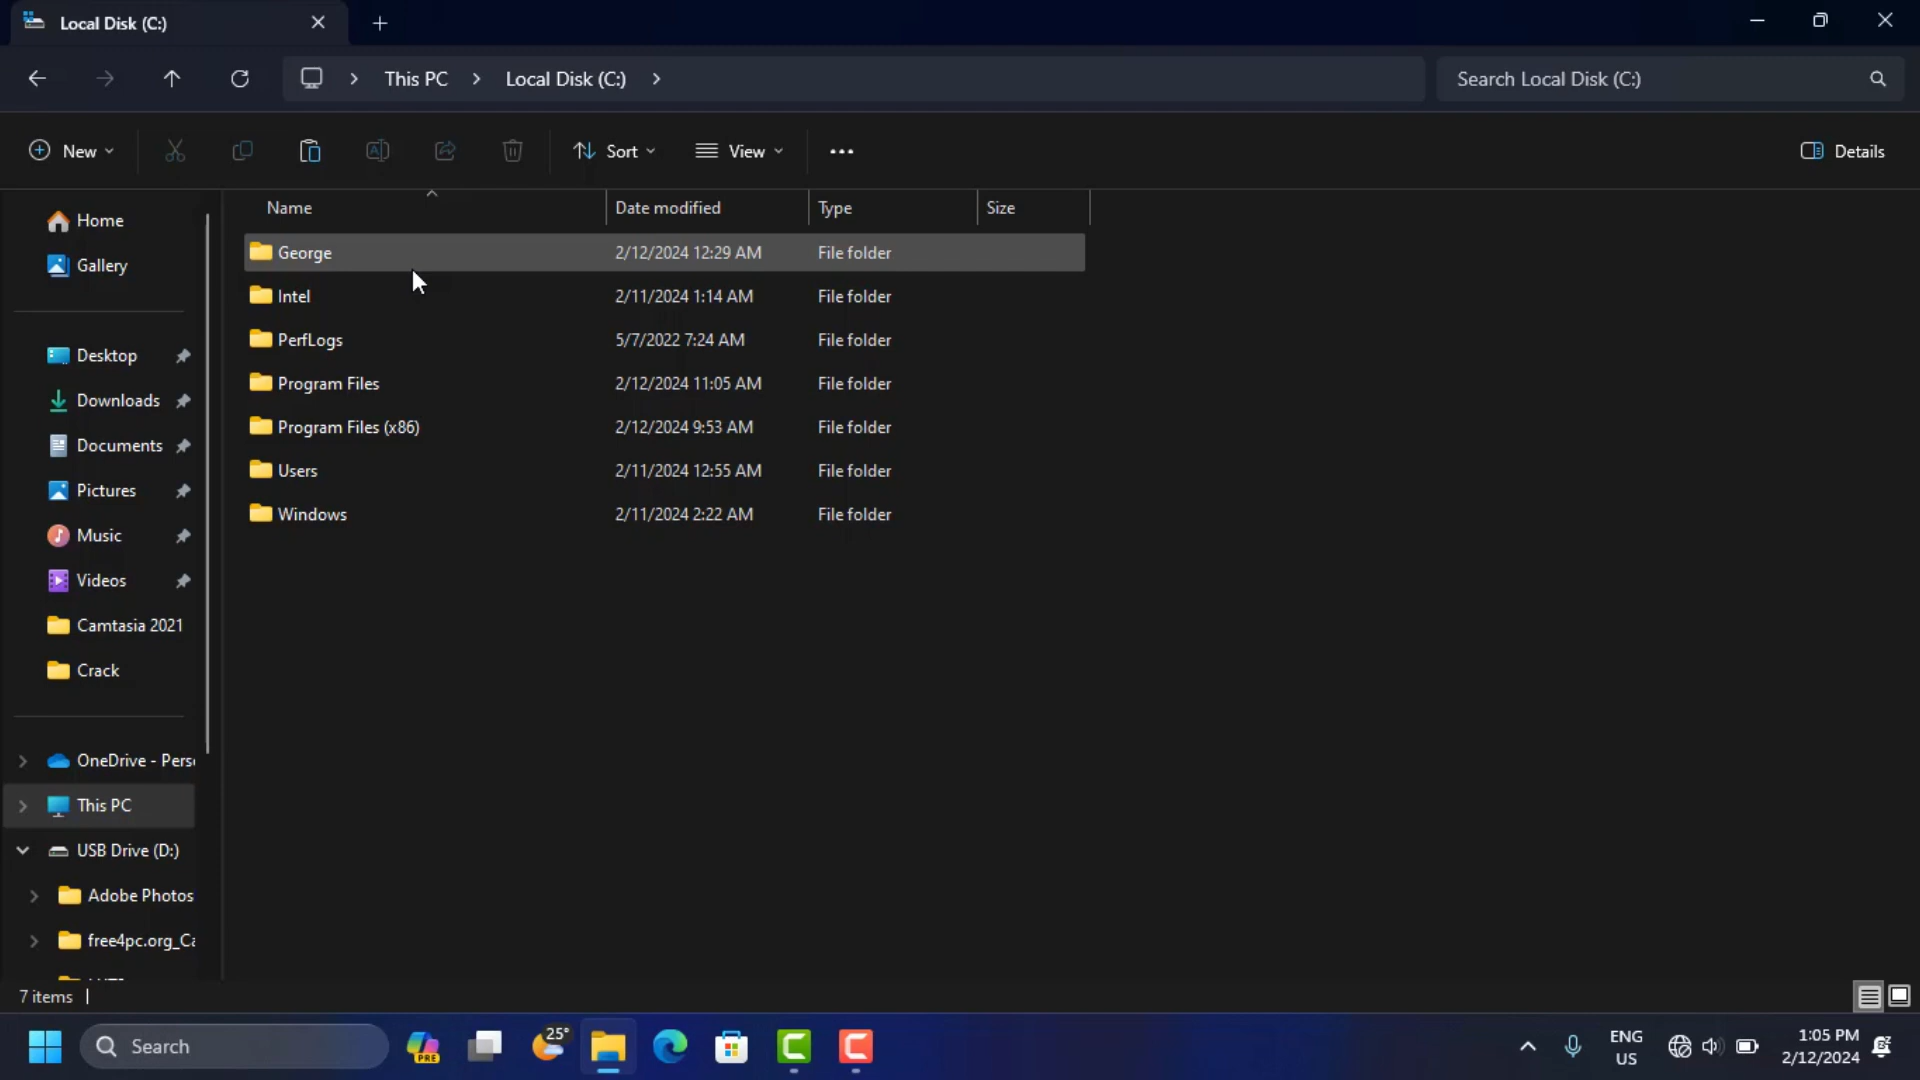 Local Disk (C:)
This PC > Local Disk (C:) >
Search Local Disk (C:)
New
Sort
View
Details
Name Date modified Type Size
George 2/12/2024 12:29 AM File folder
Intel 2/11/2024 1:14 AM File folder
PerfLogs 5/7/2022 7:24 AM File folder
Program Files 2/12/2024 11:05 AM File folder
Program Files (x86) 2/12/2024 9:53 AM File folder
Users 2/11/2024 12:55 AM File folder
Windows 2/11/2024 2:22 AM File folder
Home
Gallery
Desktop
Downloads
Documents
Pictures
Music
Videos
Camtasia 2021
Crack
OneDrive - Pers
This PC
USB Drive (D:)
Adobe Photos
free4pc.org_Ca
7 items
Search
PRE
25°
ENG
US
1:05 PM
2/12/2024